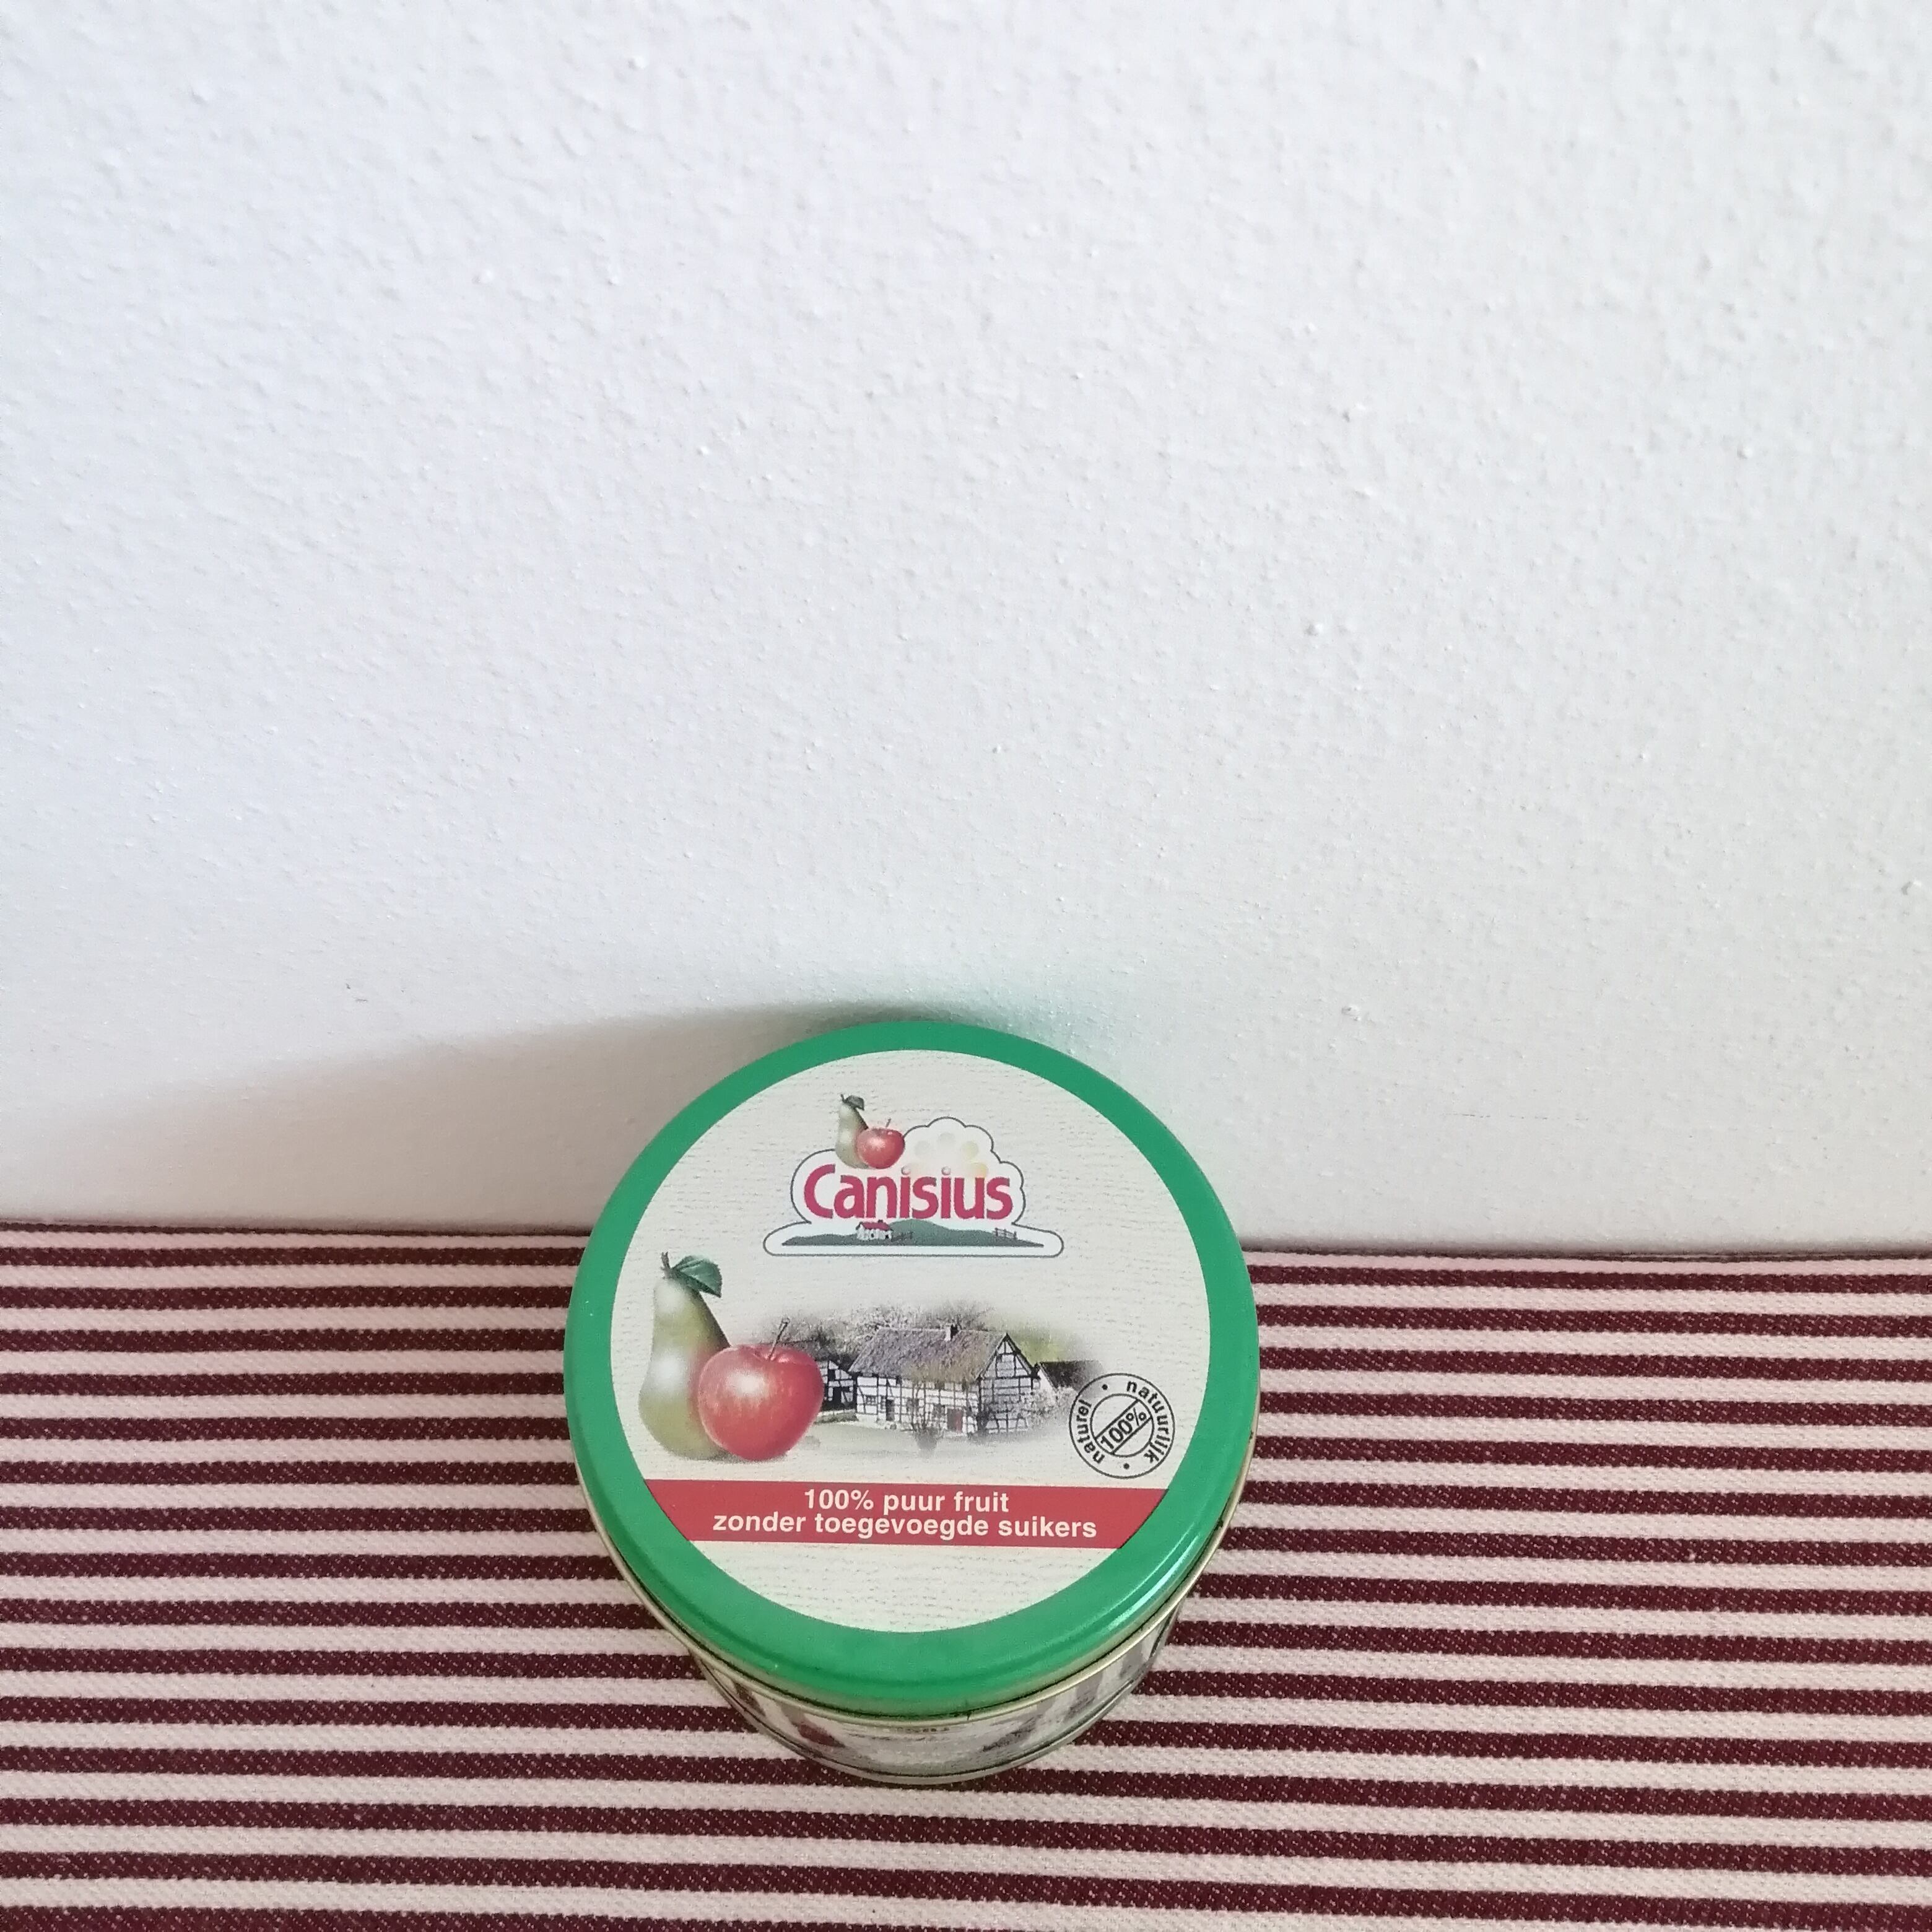 Canisius
naturel • natuurlijk •
100%
100% puur fruit
zonder toegevoegde suikers